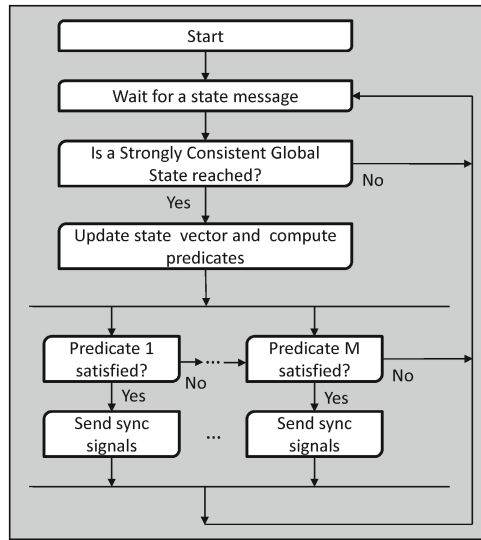 Start
Wait for a state message
Is a Strongly Consistent Global
State reached?
No
Yes
Update state vector and compute
predicates
Predicate 1
satisfied?
No
...
Predicate M
satisfied?
No
Yes
Yes
Send sync
signals
...
Send sync
signals